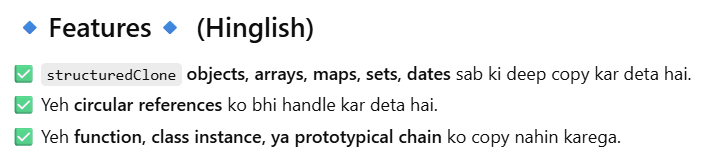 🔹 Features 🔹 (Hinglish)
✅ structuredClone objects, arrays, maps, sets, dates sab ki deep copy kar deta hai.
✅ Yeh circular references ko bhi handle kar deta hai.
✅ Yeh function, class instance, ya prototypical chain ko copy nahin karega.